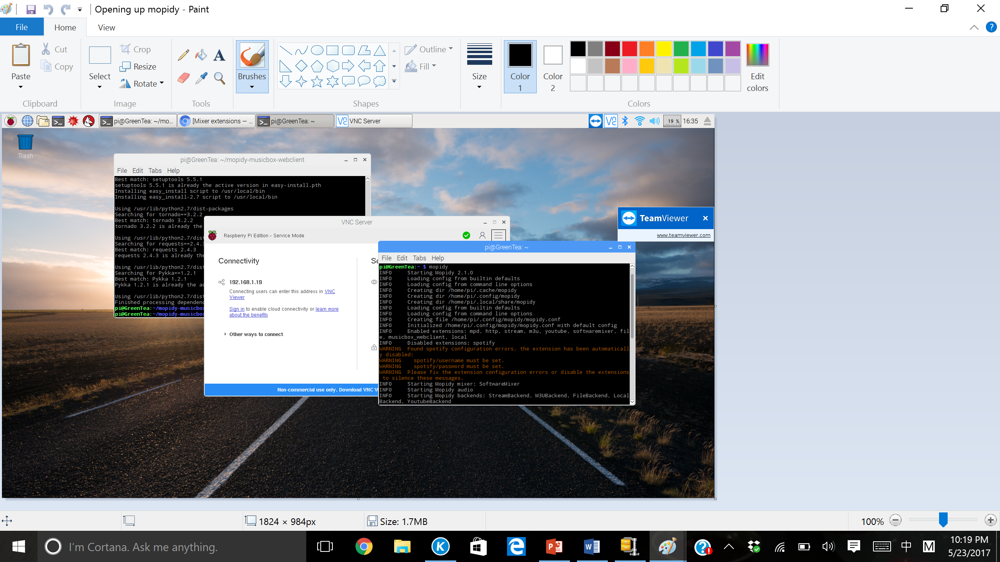 Opening up mopidy - Paint
File Home View
Paste
Cut
Copy
Clipboard
Select
Crop
Resize
Rotate
Image
Tools
Brushes
Shapes
Outline
Fill
Size
Color 1
Color 2
Edit colors
Colors
pi@GreenTea: ~/mo...
[Mixer extensions — ...
pi@GreenTea: ~
VNC Server
19 %
16:35
Trash
pi@GreenTea: ~/mopidy-musicbox-webclient
File Edit Tabs Help
Best match: setuptools 5.5.1
setuptools 5.5.1 is already the active version in easy-install.pth
Installing easy_install script to /usr/local/bin
Installing easy_install-2.7 script to /usr/local/bin
Using /usr/lib/python2.7/dist-packages
Searching for tornado==3.2.2
Best match: tornado 3.2.2
tornado 3.2.2 is already the
Using /usr/lib/python2.7/dist
Searching for requests==2.4.3
Best match: requests 2.4.3
requests 2.4.3 is already the
Using /usr/lib/python2.7/dist
Searching for Pykka==1.2.1
Best match: Pykka 1.2.1
Pykka 1.2.1 is already the ac
Using /usr/lib/python2.7/dist
Finished processing dependenc
pi@GreenTea:~/mopidy-musicbox
pi@GreenTea:~/mopidy-musicbox
VNC Server
Raspberry Pi Edition - Service Mode
Connectivity
192.168.1.19
Connecting users can enter this address in VNC
Viewer
Sign in to enable cloud connectivity or learn more
about the benefits
Other ways to connect
Non-commercial use only. Download VNC Vi
TeamViewer
www.teamviewer.com
pi@GreenTea: ~
File Edit Tabs Help
pi@GreenTea:~ $ mopidy
INFO Starting Mopidy 2.1.0
INFO Loading config from builtin defaults
INFO Loading config from command line options
INFO Creating dir /home/pi/.cache/mopidy
INFO Creating dir /home/pi/.config/mopidy
INFO Creating dir /home/pi/.local/share/mopidy
INFO Loading config from builtin defaults
INFO Loading config from command line options
INFO Creating file /home/pi/.config/mopidy/mopidy.conf
INFO Initialized /home/pi/.config/mopidy/mopidy.conf with default config
INFO Enabled extensions: mpd, http, stream, m3u, youtube, softwaremixer, fil
e, musicbox_webclient, local
INFO Disabled extensions: spotify
WARNING Found spotify configuration errors, the extension has been automaticall
y disabled:
WARNING spotify/username must be set.
WARNING spotify/password must be set.
WARNING Please fix the extension configuration errors or disable the extensions
to silence these messages.
INFO Starting Mopidy mixer: SoftwareMixer
INFO Starting Mopidy audio
INFO Starting Mopidy backends: StreamBackend, M3UBackend, FileBackend, Local
Backend, YoutubeBackend
1824 × 984px
Size: 1.7MB
100%
I'm Cortana. Ask me anything.
中
M
10:19 PM
5/23/2017